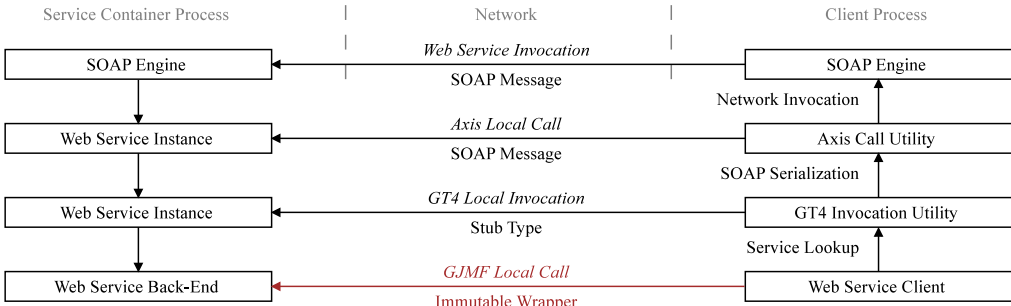 Service Container Process Network Client Process
Web Service Invocation
SOAP Engine SOAP Engine
SOAP Message
Network Invocation
Axis Local Call
Web Service Instance Axis Call Utility
SOAP Message
SOAP Serialization
GT4 Local Invocation
Web Service Instance GT4 Invocation Utility
Stub Type
Service Lookup
GJMF Local Call
Web Service Back-End Web Service Client
Immutable Wrapper